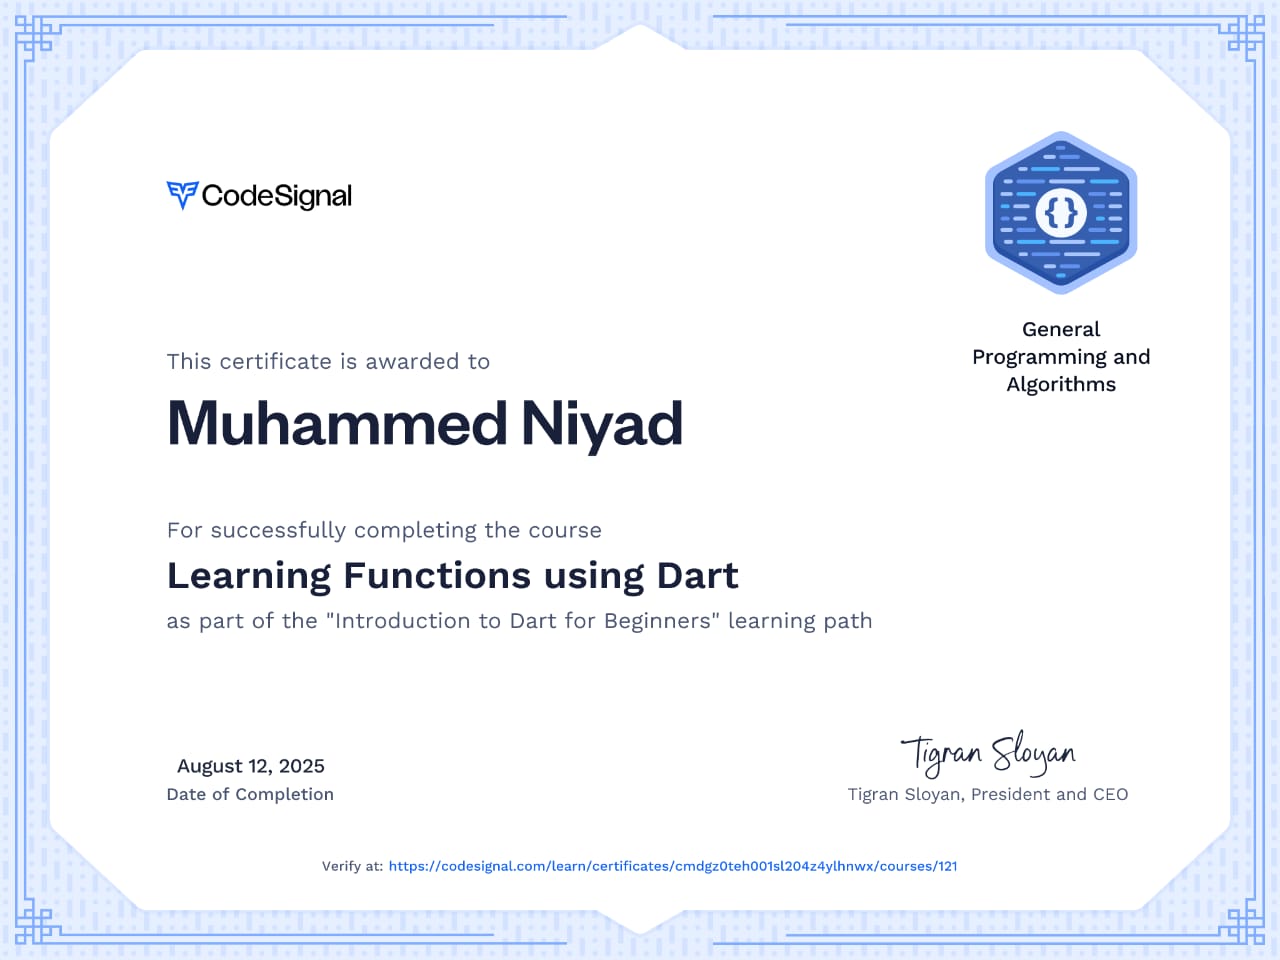 CodeSignal
{}
General
Programming and
Algorithms
This certificate is awarded to
Muhammed Niyad
For successfully completing the course
Learning Functions using Dart
as part of the "Introduction to Dart for Beginners" learning path
August 12, 2025
Date of Completion
Tigran Sloyan
Tigran Sloyan, President and CEO
Verify at: https://codesignal.com/learn/certificates/cmdgz0teh001sl204z4ylhnwx/courses/121